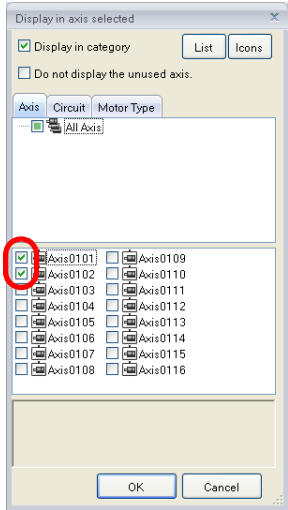 Display in axis selected
Display in category
List
Icons
Do not display the unused axis.
Axis
Circuit
Motor Type
All Axis
Axis0101
Axis0109
Axis0102
Axis0110
Axis0103
Axis0111
Axis0104
Axis0112
Axis0105
Axis0113
Axis0106
Axis0114
Axis0107
Axis0115
Axis0108
Axis0116
OK
Cancel